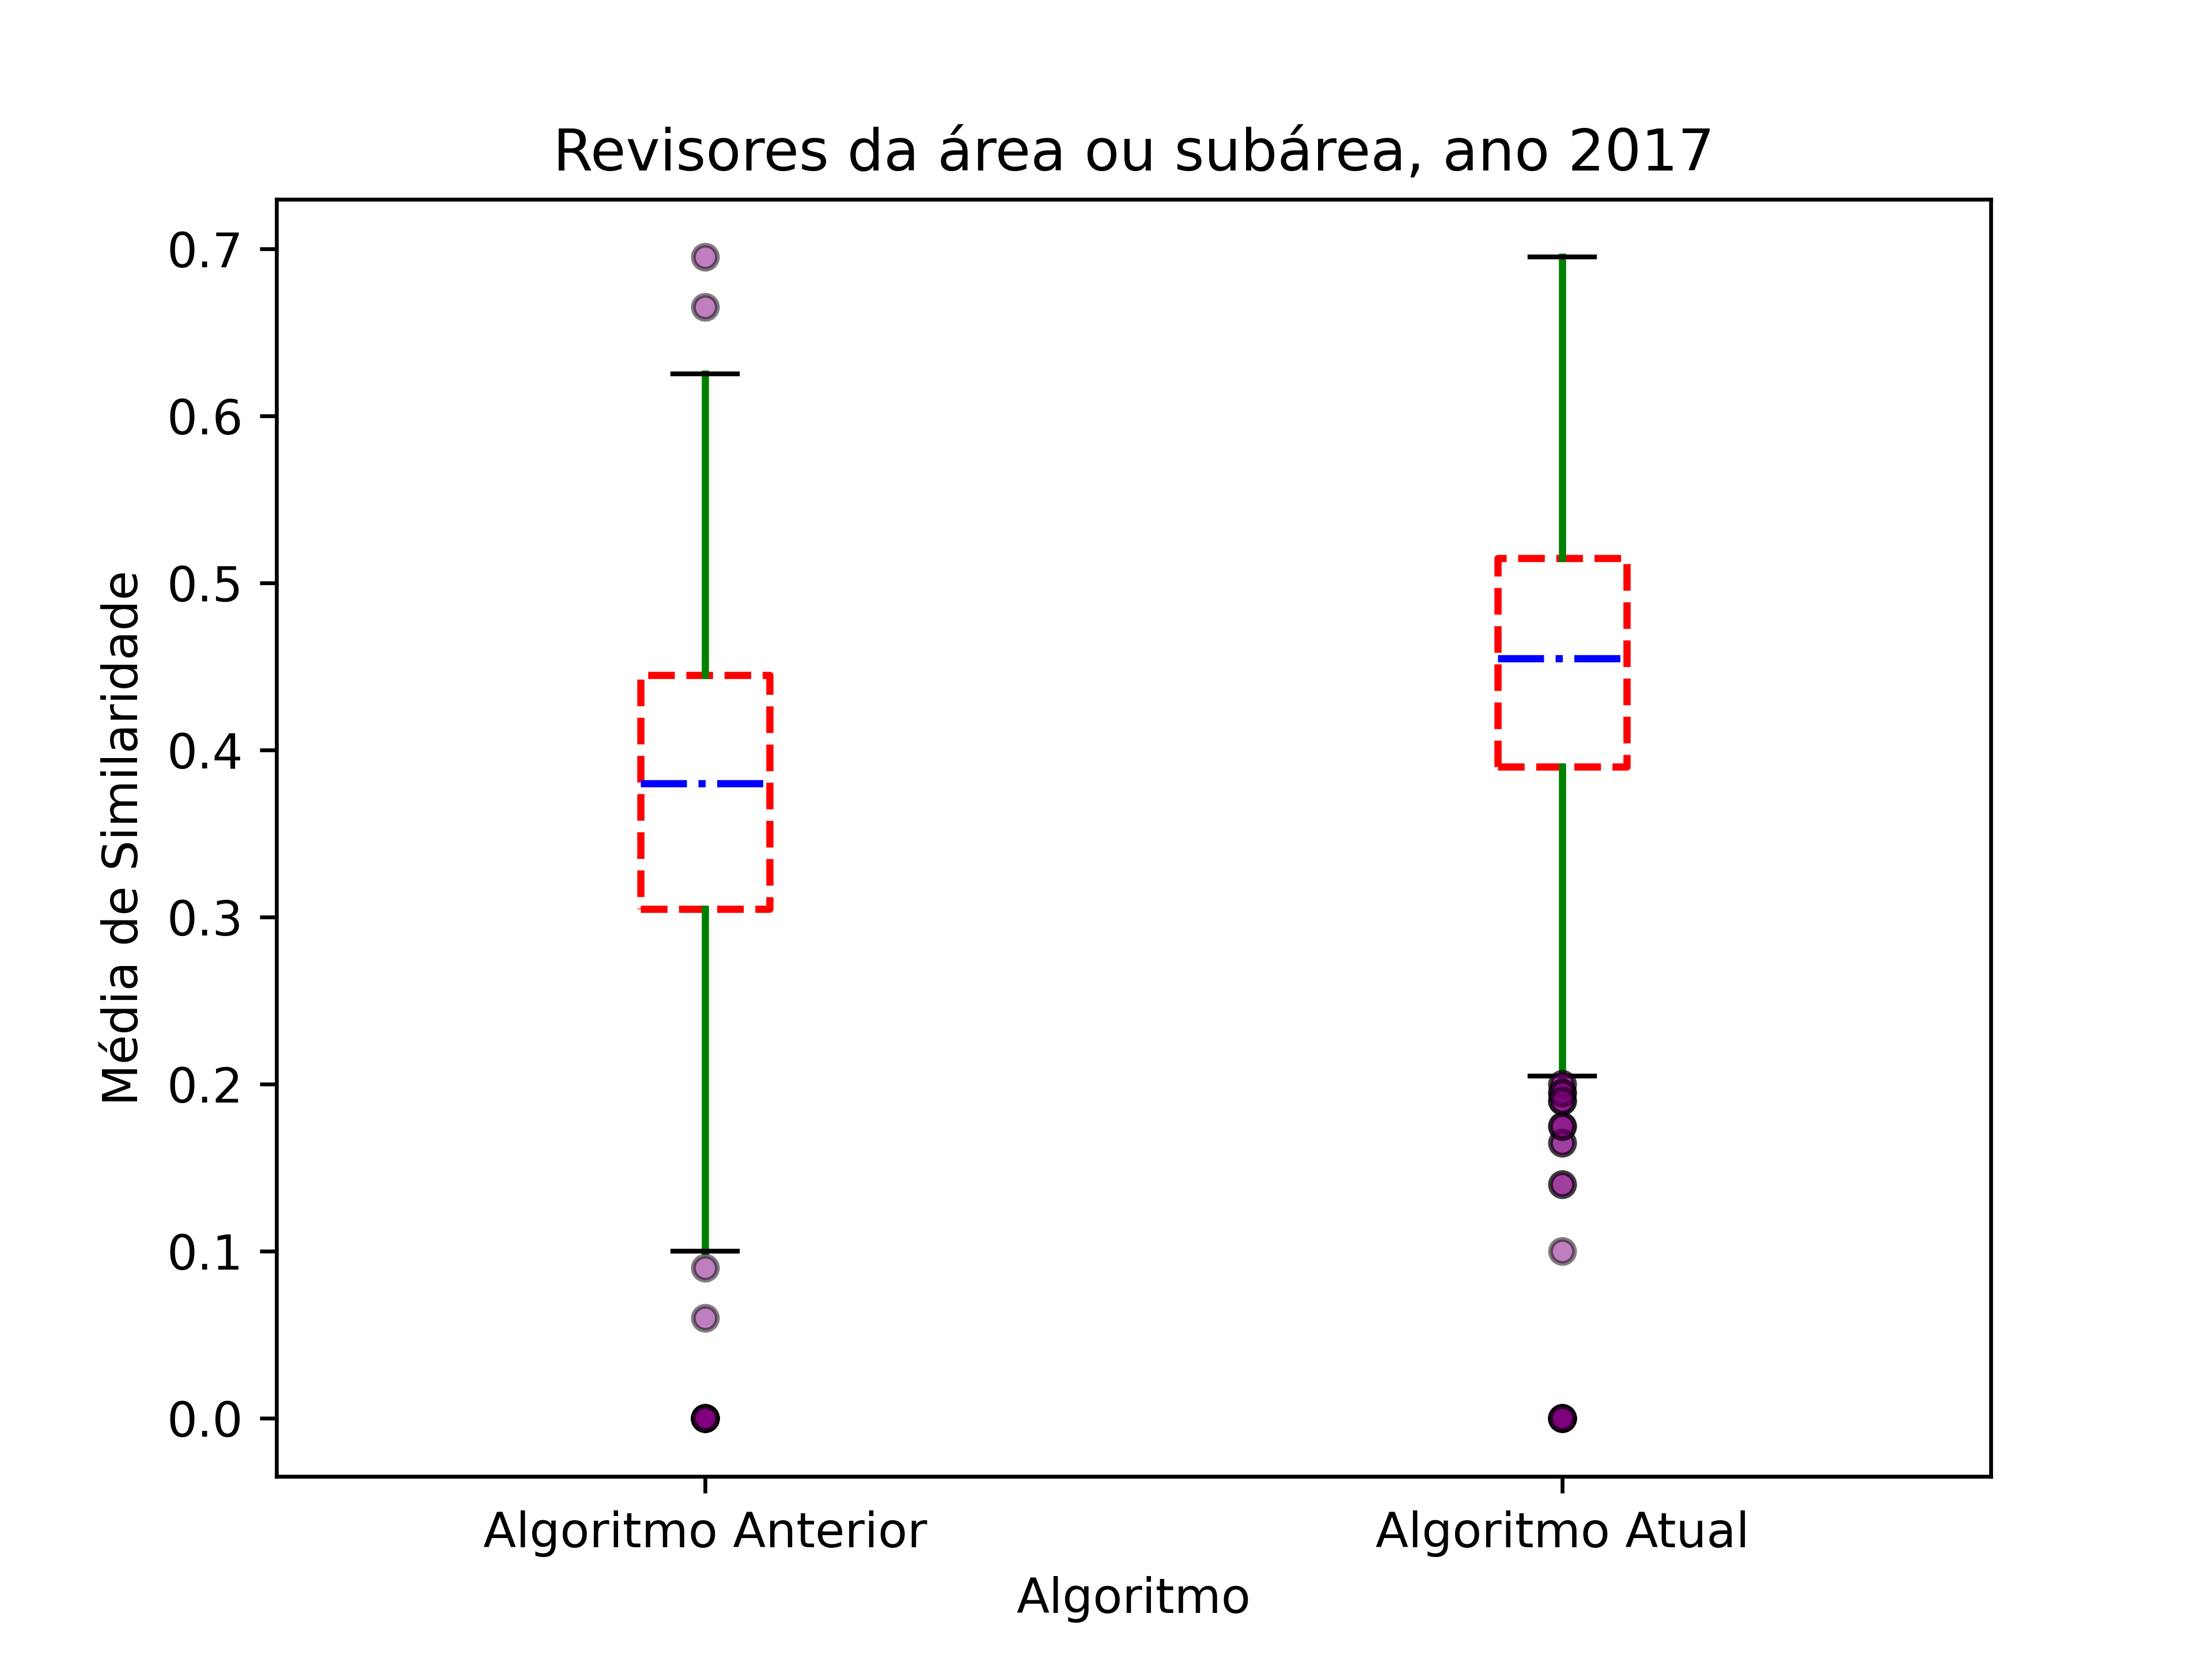 Revisores da área ou subárea, ano 2017
Média de Similaridade
0.7
0.6
0.5
0.4
0.3
0.2
0.1
0.0
Algoritmo Anterior
Algoritmo Atual
Algoritmo